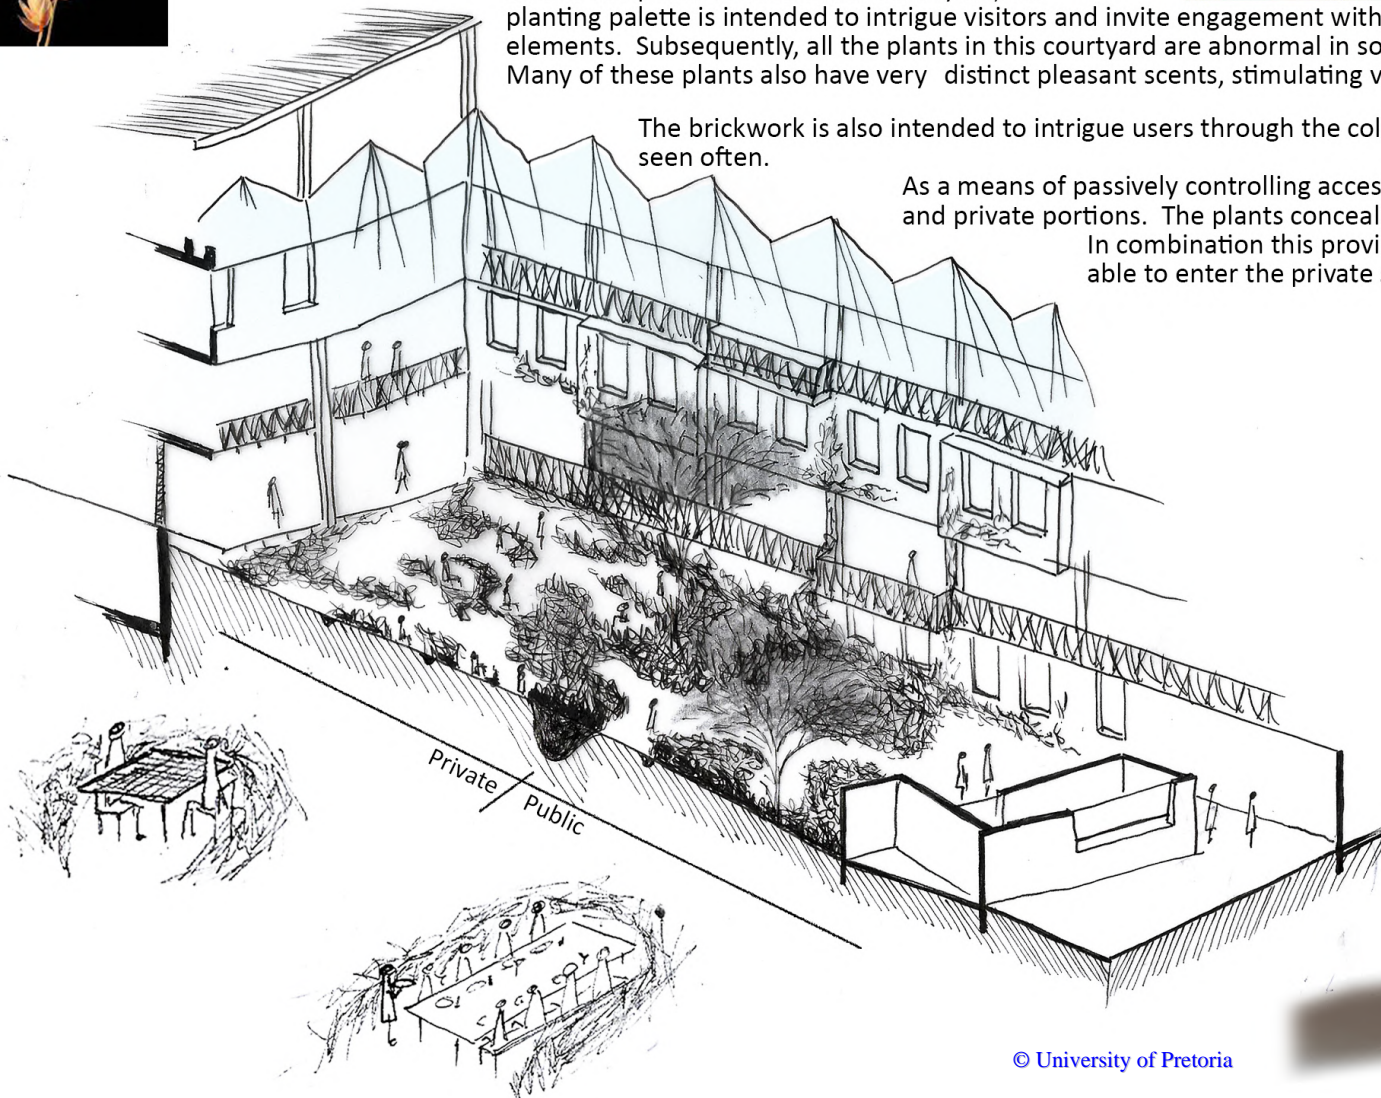 planting palette is intended to intrigue visitors and invite engagement with
elements.  Subsequently, all the plants in this courtyard are abnormal in so
Many of these plants also have very  distinct pleasant scents, stimulating v
The brickwork is also intended to intrigue users through the col
seen often.
As a means of passively controlling acces
and private portions.  The plants conceal
In combination this provi
able to enter the private
Private
Public
© University of Pretoria